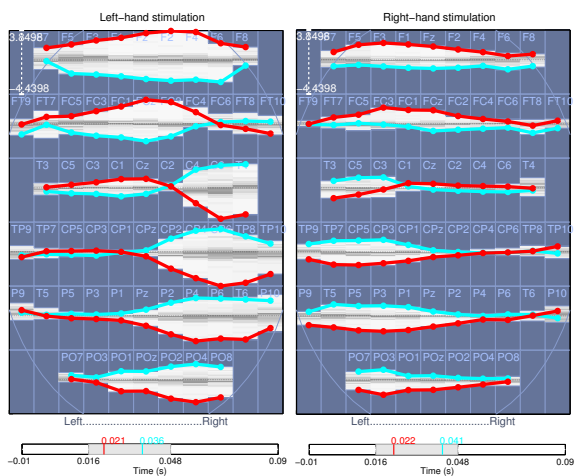 Left-hand stimulation Right-hand stimulation
3.8498 3.8498
F7 F5 F3 F1 Fz F2 F4 F6 F8 F7 F5 F3 F1 Fz F2 F4 F6 F8
−4.4398 −4.4398
FT9 FT7 FC5 FC3 FC1 FCz FC2 FC4 FC6 FT8 FT10 FT9 FT7 FC5 FC3 FC1 FCz FC2 FC4 FC6 FT8 FT10
T3 C5 C3 C1 Cz C2 C4 C6 T4 T3 C5 C3 C1 Cz C2 C4 C6 T4
TP9 TP7 CP5 CP3 CP1 CPz CP2 CP4 CP6 TP8 TP10 TP9 TP7 CP5 CP3 CP1 CPz CP2 CP4 CP6 TP8 TP10
P9 T5 P5 P3 P1 Pz P2 P4 P6 T6 P10 P9 T5 P5 P3 P1 Pz P2 P4 P6 T6 P10
PO7 PO3 PO1 POz PO2 PO4 PO8 PO7 PO3 PO1 POz PO2 PO4 PO8
Left..............................Right Left..............................Right
0.021 0.036 0.022 0.041
−0.01 0.016 0.048 0.09 −0.01 0.016 0.048 0.09
Time (s) Time (s)